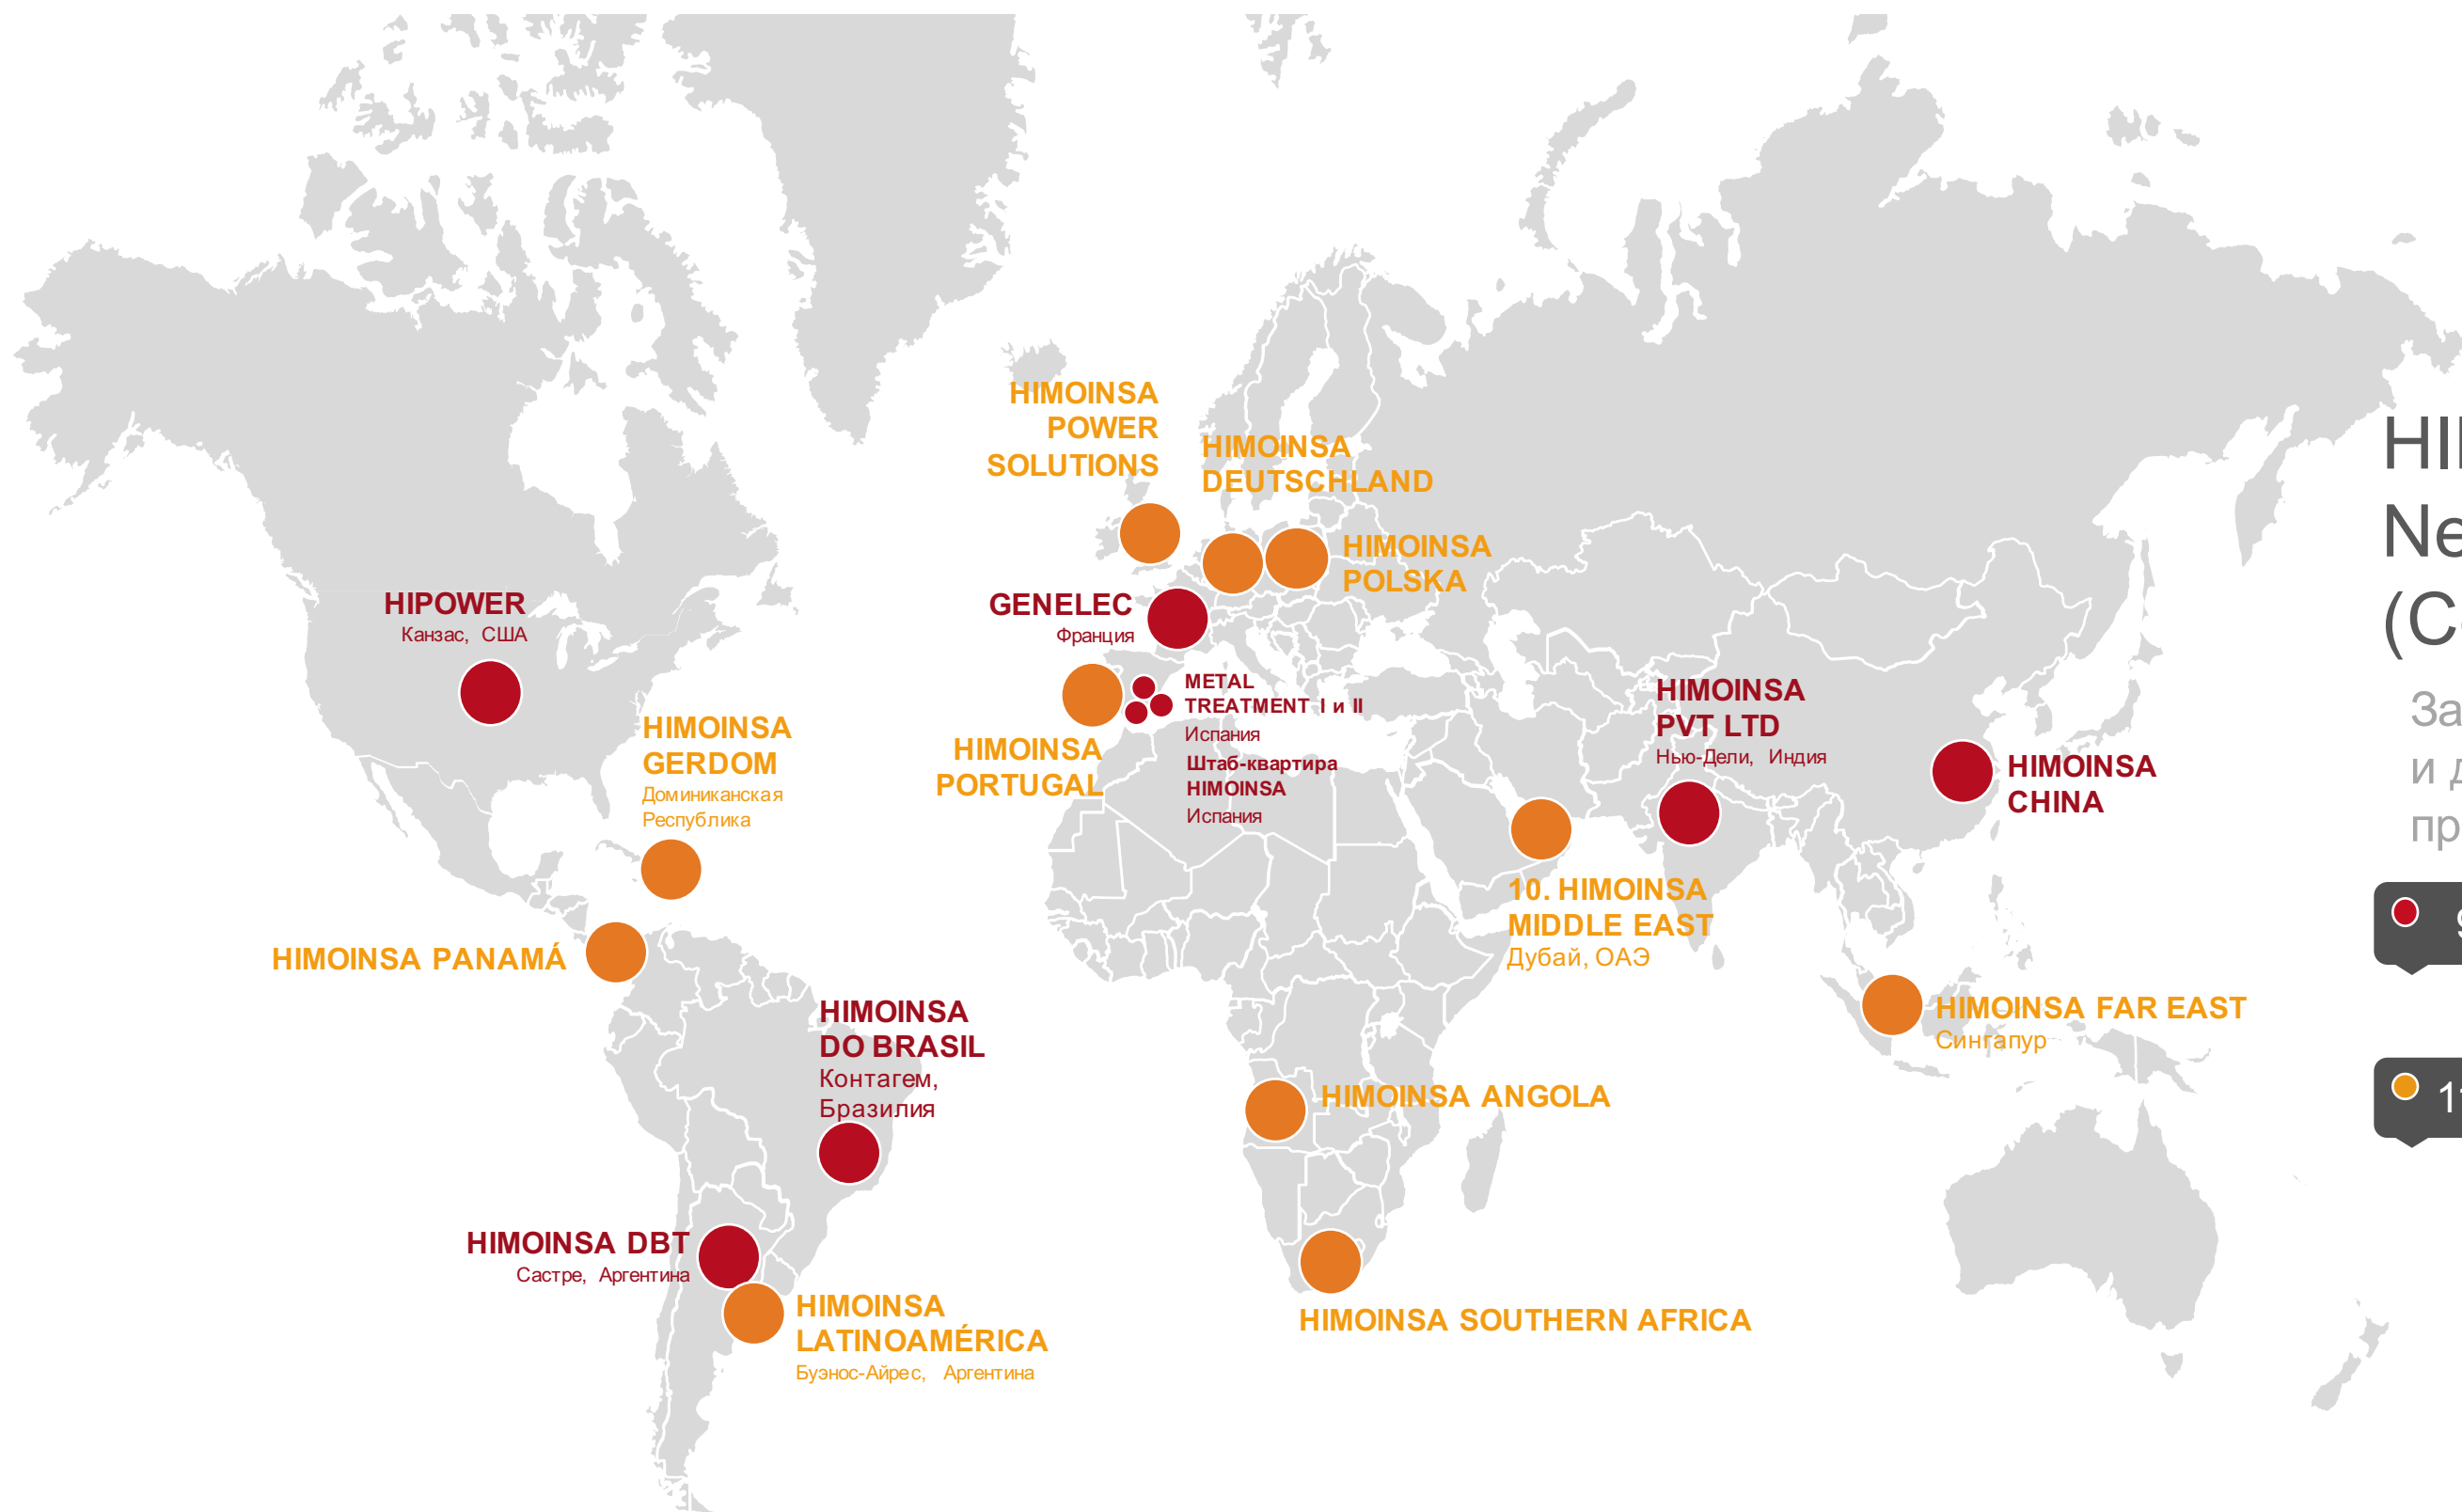 HIMOINSA
POWER
SOLUTIONS
HIMOINSA
DEUTSCHLAND
HIMOINSA
POLSKA
HIPOWER
Канзас, США
GENELEC
Франция
METAL
TREATMENT I и II
Испания
Штаб-квартира
HIMOINSA
Испания
HIMOINSA
PORTUGAL
HIMOINSA
GERDOM
Доминиканская
Республика
HIMOINSA
PVT LTD
Нью-Дели, Индия
HIMOINSA
CHINA
10. HIMOINSA
MIDDLE EAST
Дубай, ОАЭ
HIMOINSA PANAMÁ
HIMOINSA
DO BRASIL
Контагем,
Бразилия
HIMOINSA FAR EAST
Сингапур
HIMOINSA ANGOLA
HIMOINSA DBT
Састре, Аргентина
HIMOINSA
LATINOAMÉRICA
Буэнос-Айрес, Аргентина
HIMOINSA SOUTHERN AFRICA
11